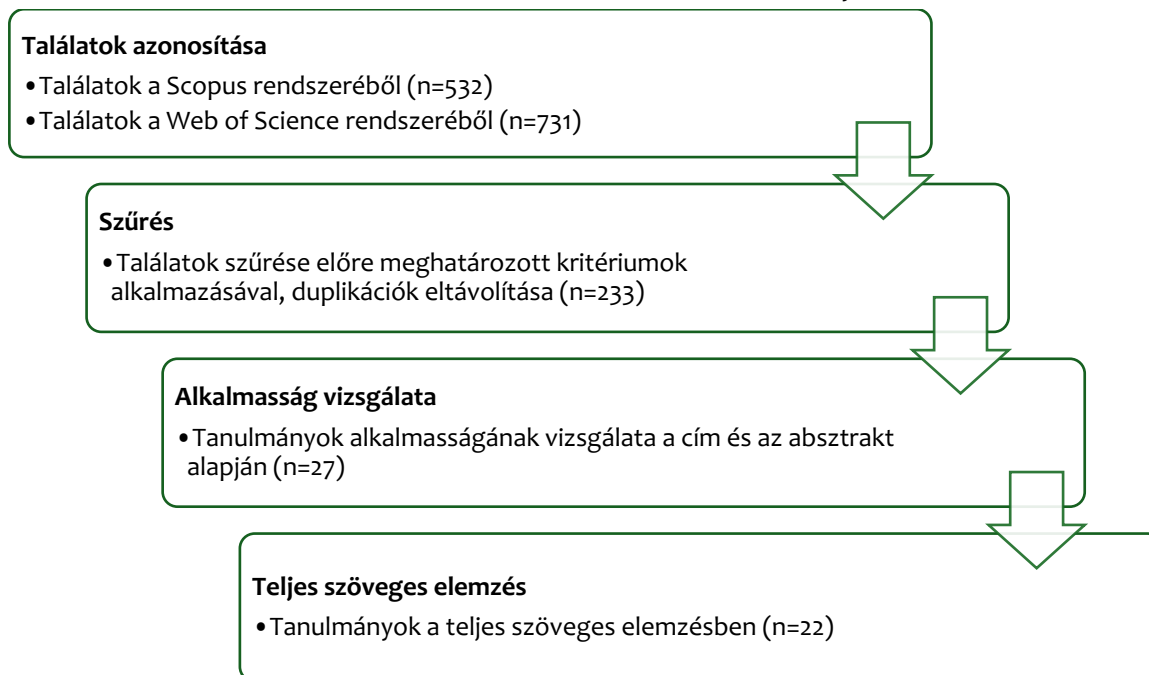 Találatok azonosítása
•Találatok a Scopus rendszeréből (n=532)
•Találatok a Web of Science rendszeréből (n=731)
Szűrés
•Találatok szűrése előre meghatározott kritériumok
alkalmazásával, duplikációk eltávolítása (n=233)
Alkalmasság vizsgálata
•Tanulmányok alkalmasságának vizsgálata a cím és az absztrakt
alapján (n=27)
Teljes szöveges elemzés
•Tanulmányok a teljes szöveges elemzésben (n=22)